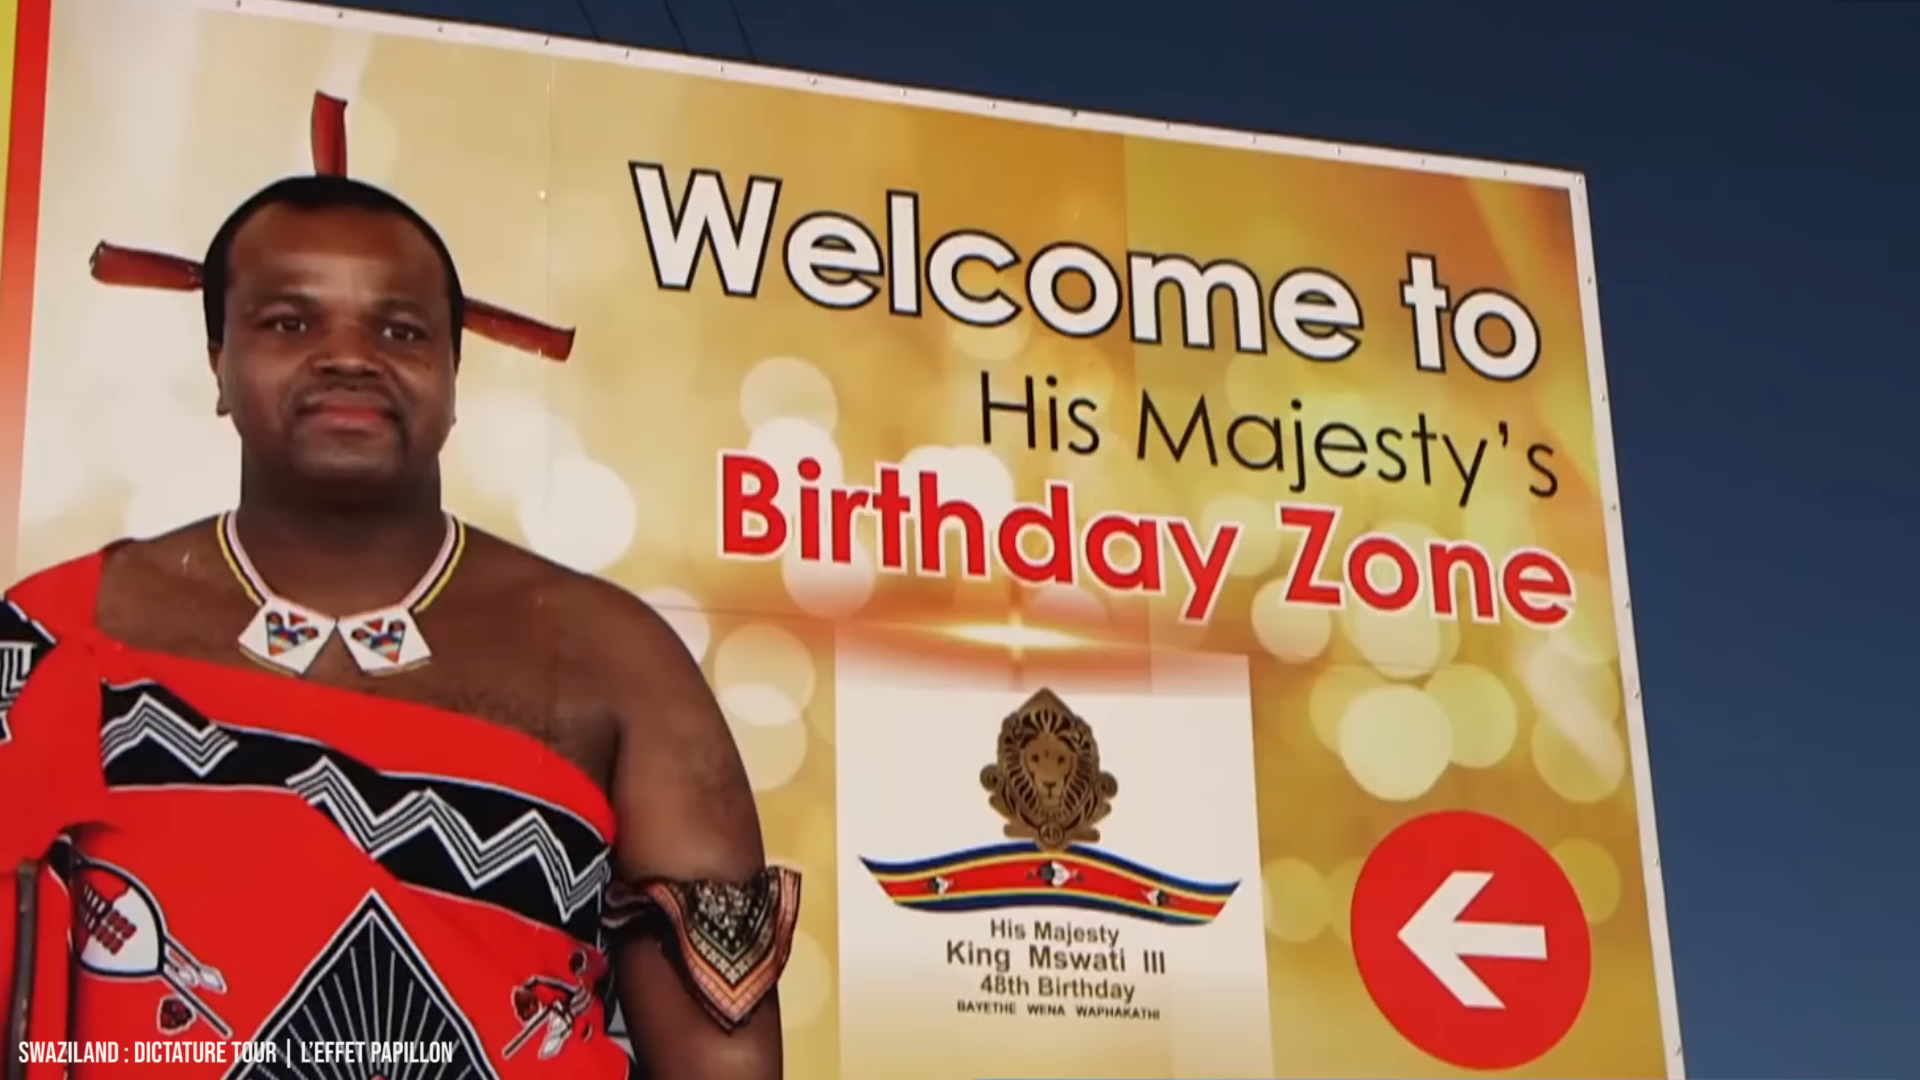 Welcome to
His Majesty's
Birthday Zone
48
His Majesty
King Mswati III
48th Birthday
BAYETHE WENA WAPHAKATHI
SWAZILAND : DICTATURE TOUR | L'EFFET PAPILLON